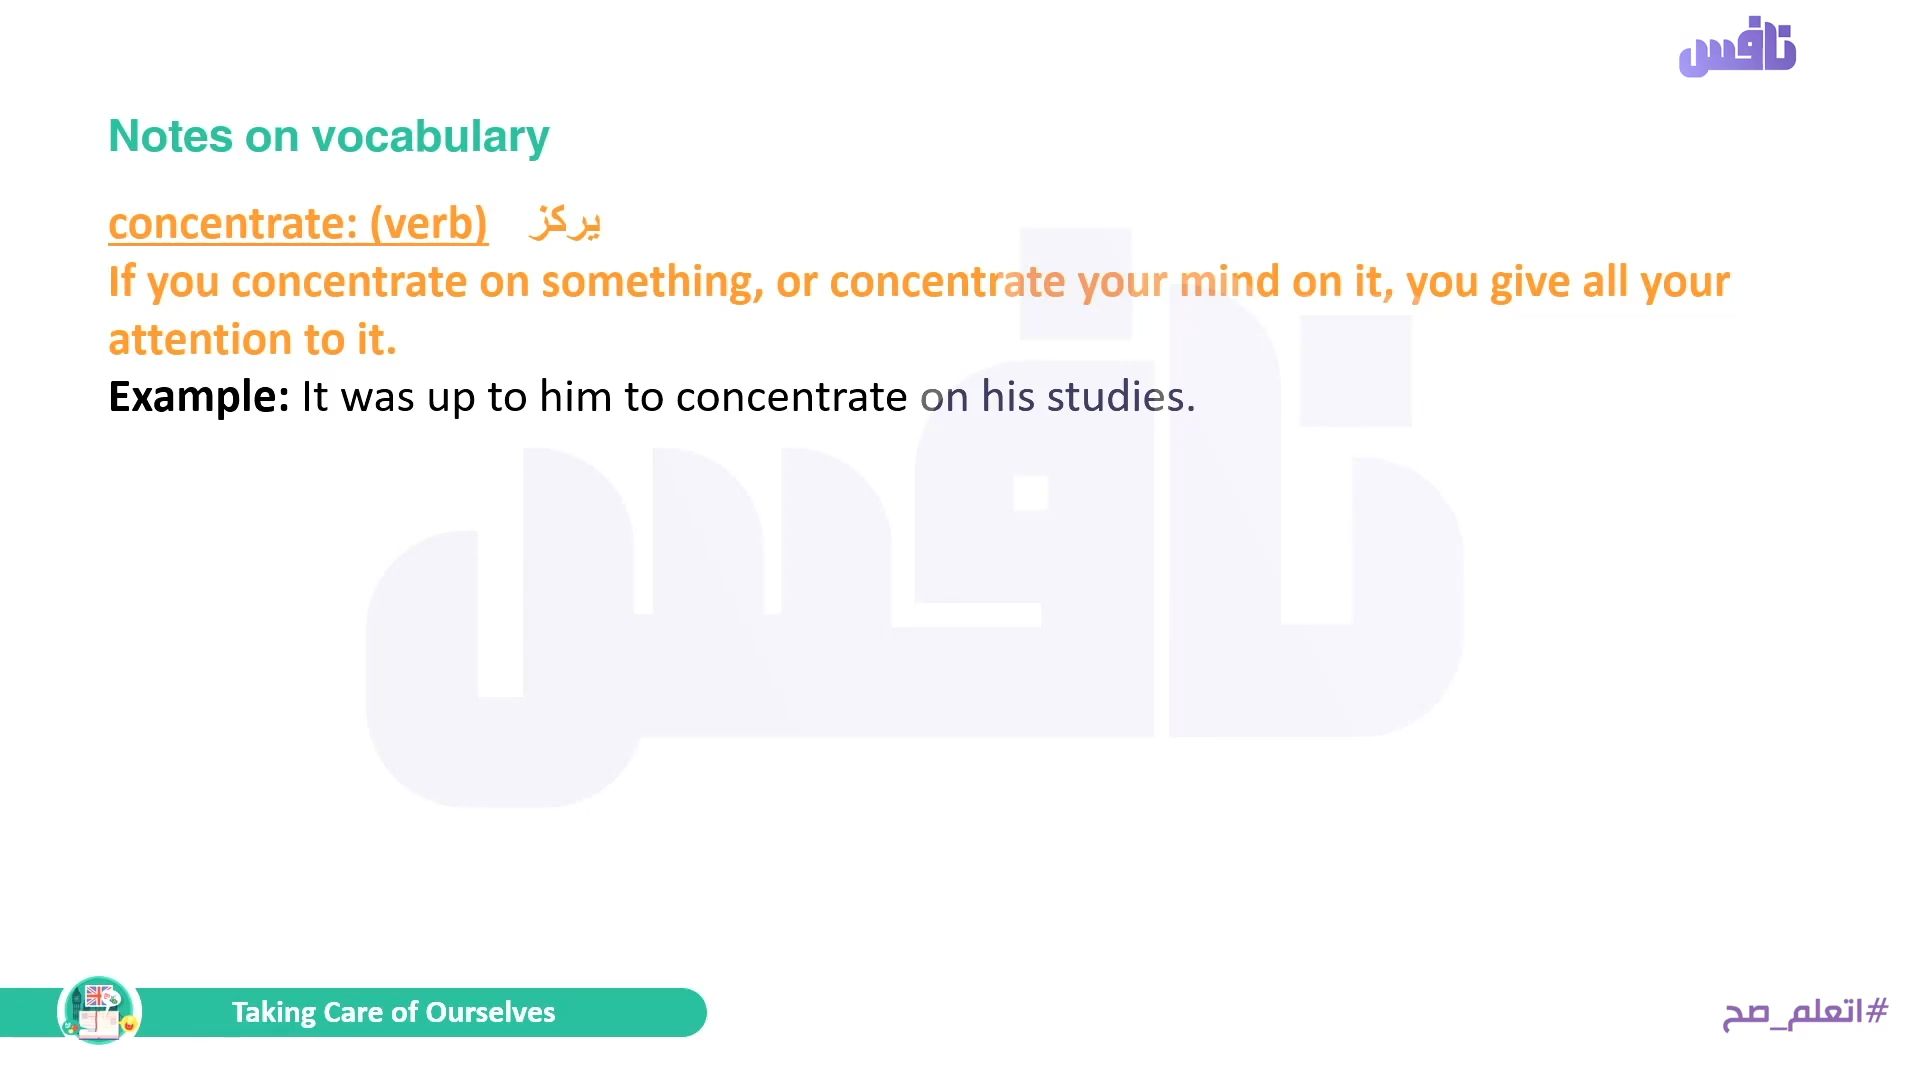 نافس
Notes on vocabulary
concentrate: (verb) يركز
If you concentrate on something, or concentrate your mind on it, you give all your
attention to it.
Example: It was up to him to concentrate on his studies.
نافس
Taking Care of Ourselves
#اتعلم_صح